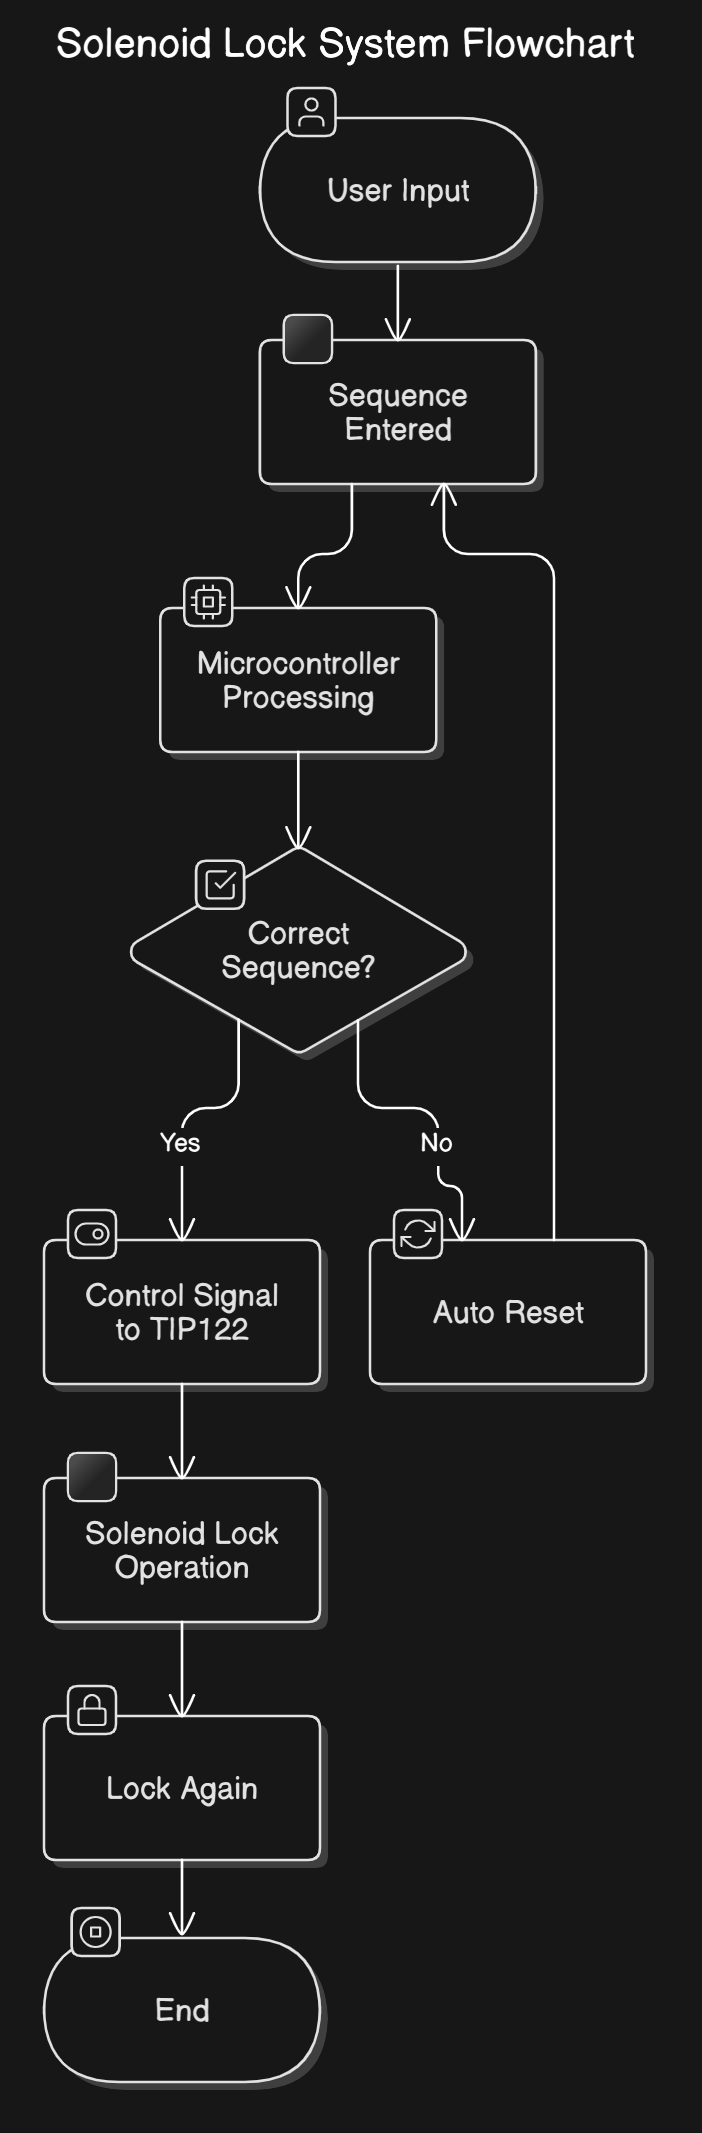 Solenoid Lock System Flowchart
User Input
Sequence
Entered
Microcontroller
Processing
Correct
Sequence?
Yes
No
Control Signal
to TIP122
Auto Reset
Solenoid Lock
Operation
Lock Again
End